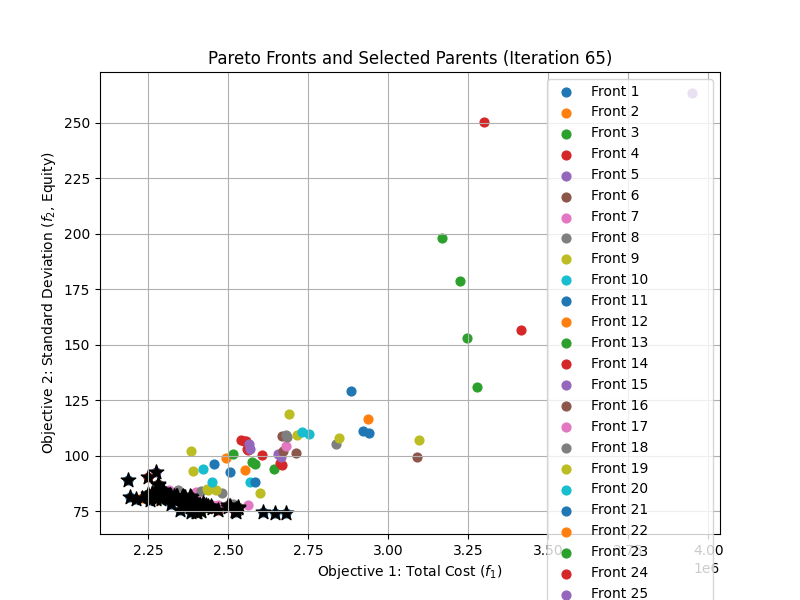 Pareto Fronts and Selected Parents (Iteration 65)
Objective 2: Standard Deviation (f₂, Equity)
250
225
200
175
150
125
100
75
2.25
2.50
2.75
3.00
3.25
3.50
3.75
4.00
1e6
Objective 1: Total Cost (f₁)
Front 1
Front 2
Front 3
Front 4
Front 5
Front 6
Front 7
Front 8
Front 9
Front 10
Front 11
Front 12
Front 13
Front 14
Front 15
Front 16
Front 17
Front 18
Front 19
Front 20
Front 21
Front 22
Front 23
Front 24
Front 25